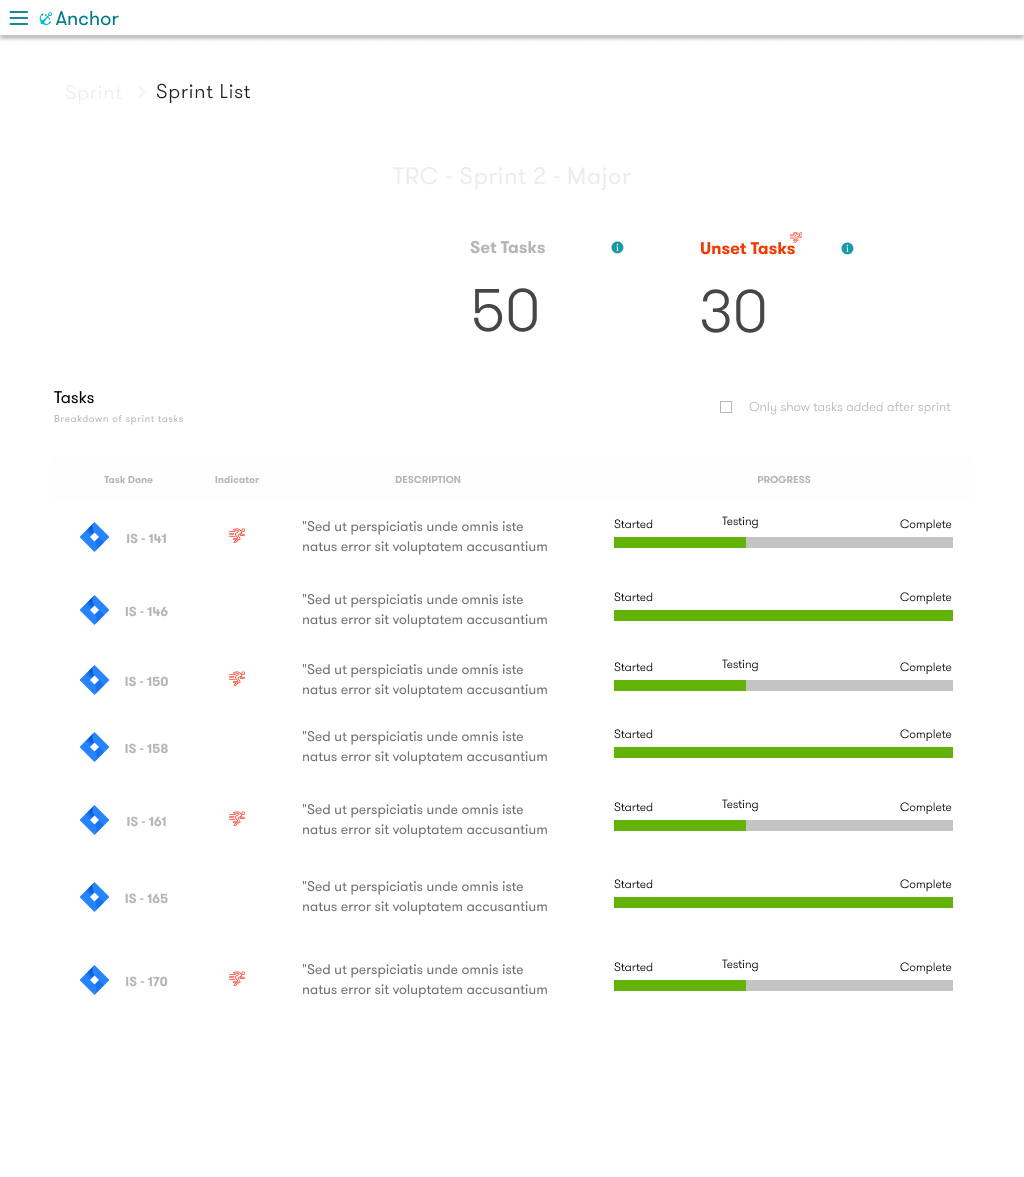 Anchor
Sprint > Sprint List
TRC - Sprint 2 - Major
Set Tasks
Unset Tasks
50
30
Tasks
Breakdown of sprint tasks
Only show tasks added after sprint
Task Done Indicator DESCRIPTION PROGRESS
IS - 141
"Sed ut perspiciatis unde omnis iste
natus error sit voluptatem accusantium
Started Testing Complete
IS - 146
"Sed ut perspiciatis unde omnis iste
natus error sit voluptatem accusantium
Started Complete
IS - 150
"Sed ut perspiciatis unde omnis iste
natus error sit voluptatem accusantium
Started Testing Complete
IS - 158
"Sed ut perspiciatis unde omnis iste
natus error sit voluptatem accusantium
Started Complete
IS - 161
"Sed ut perspiciatis unde omnis iste
natus error sit voluptatem accusantium
Started Testing Complete
IS - 165
"Sed ut perspiciatis unde omnis iste
natus error sit voluptatem accusantium
Started Complete
IS - 170
"Sed ut perspiciatis unde omnis iste
natus error sit voluptatem accusantium
Started Testing Complete